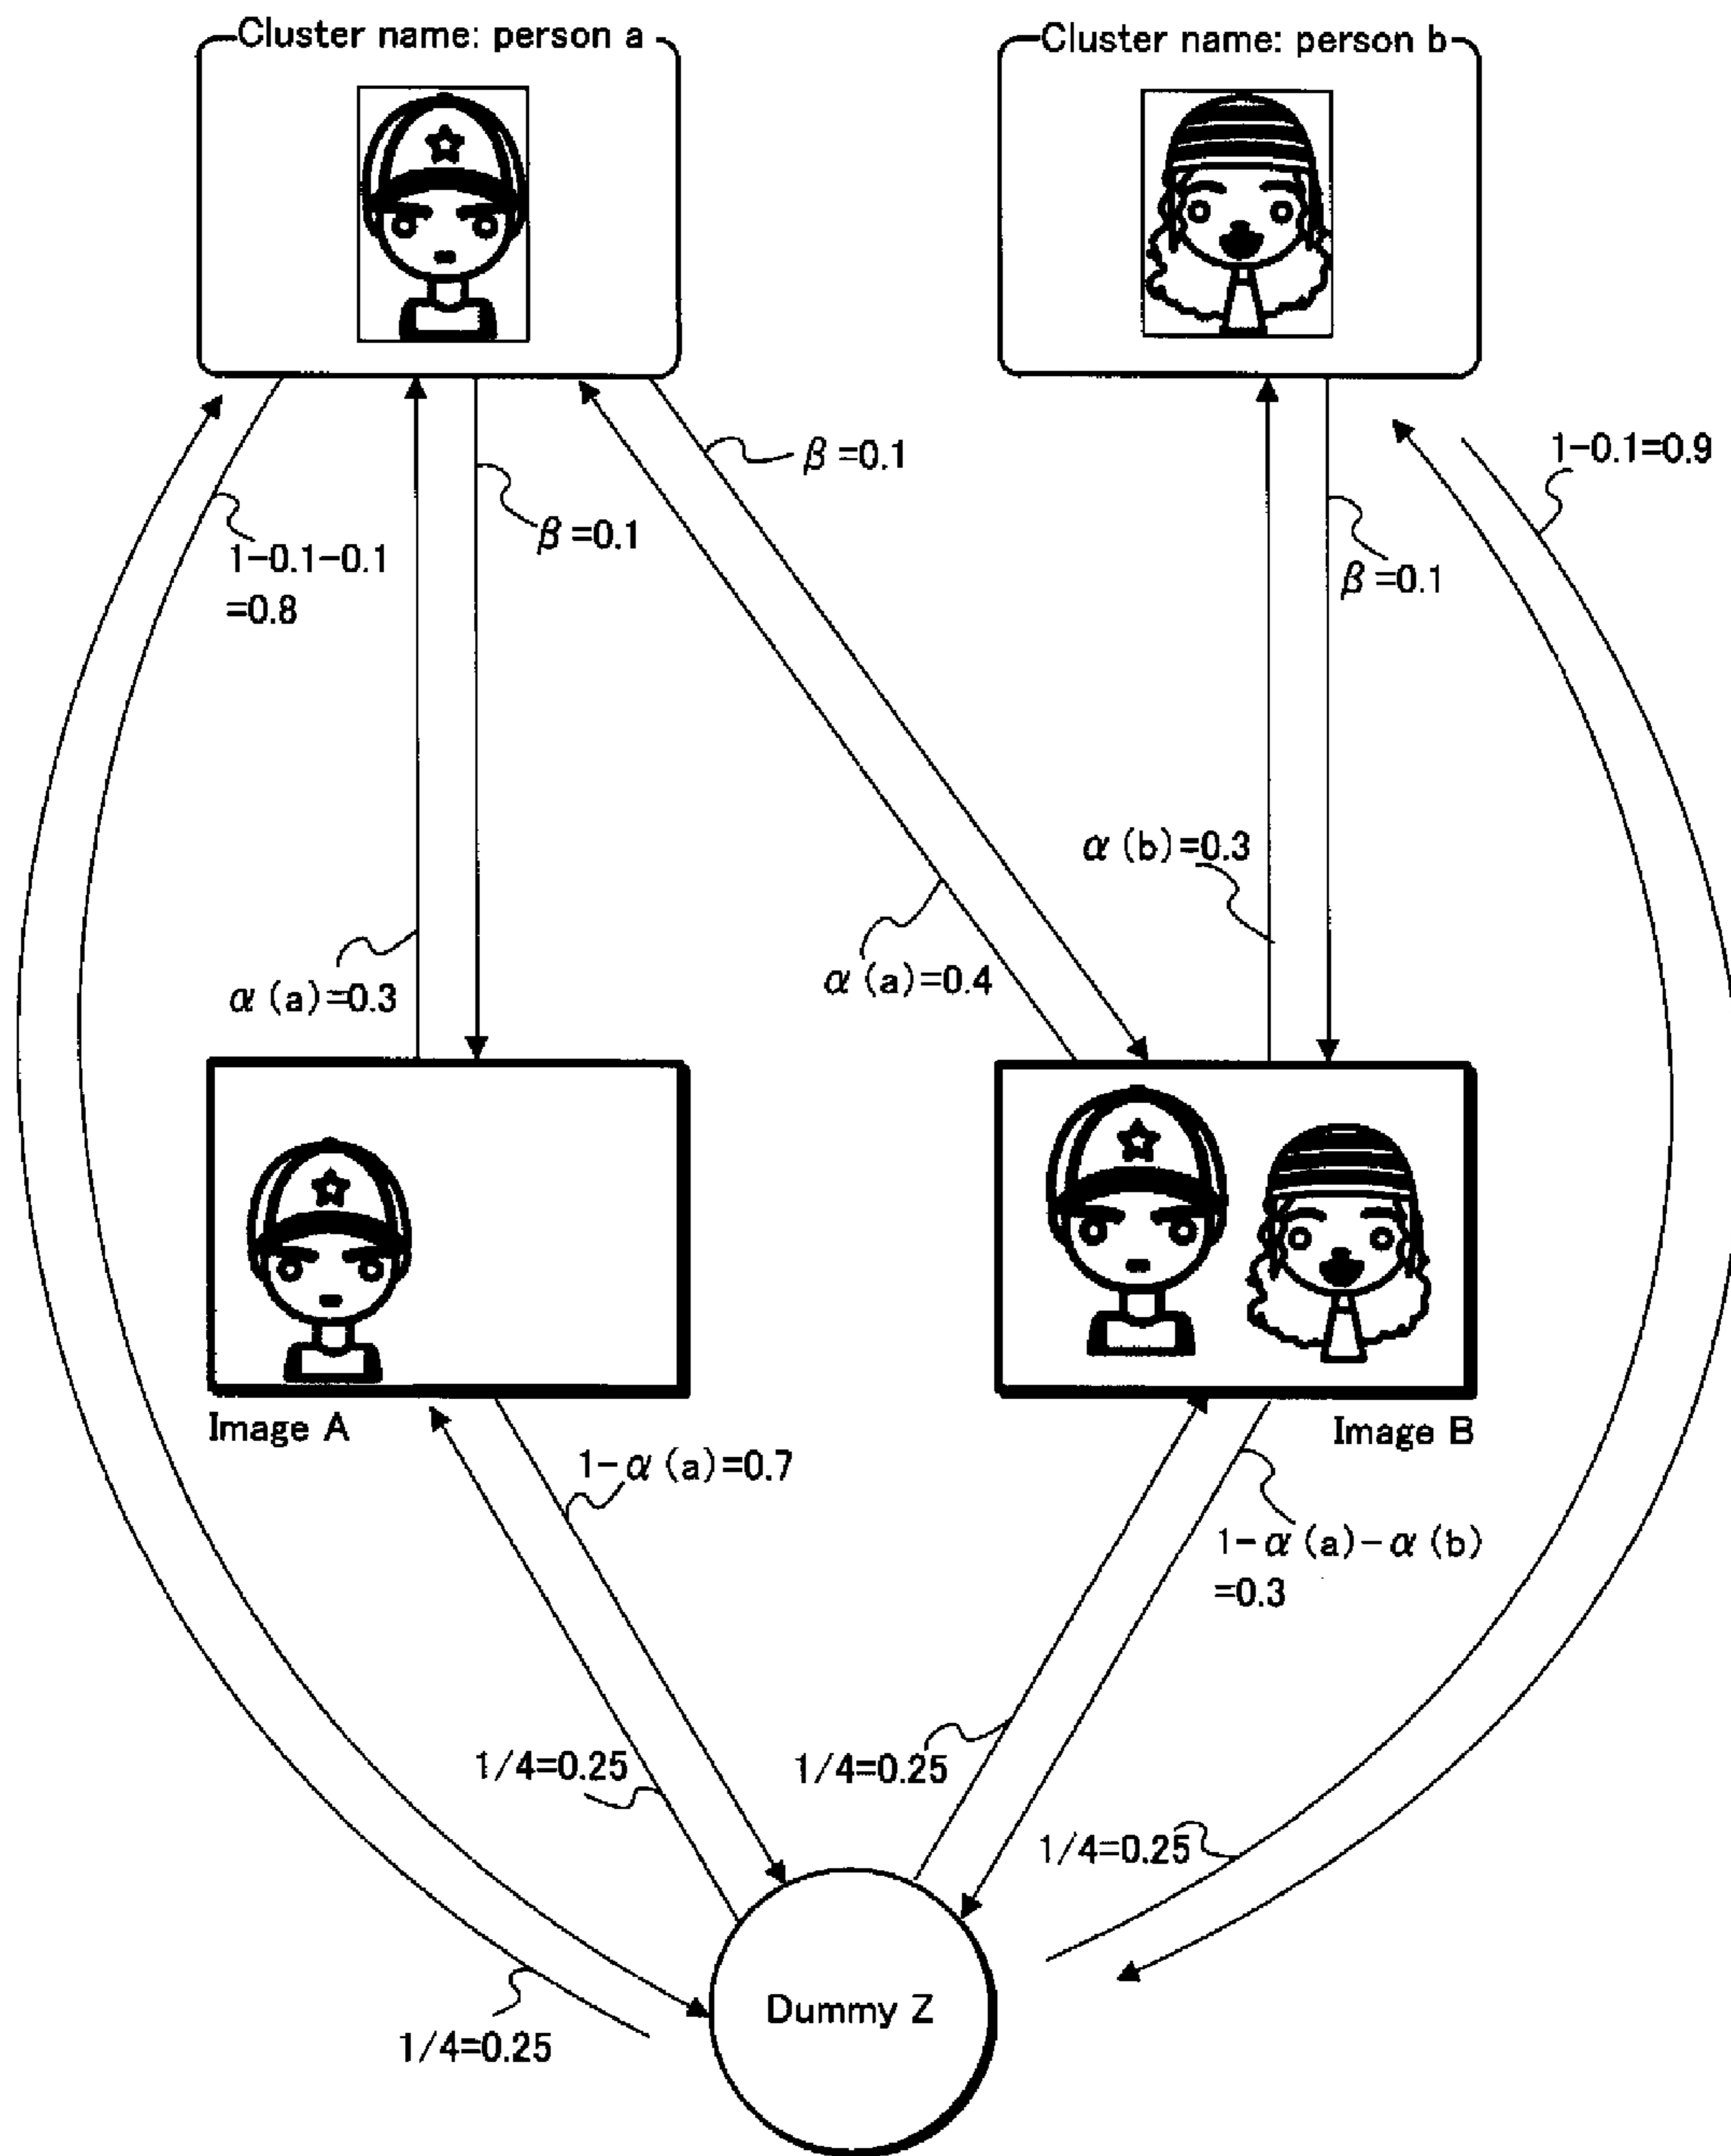 Cluster name: person a
Cluster name: person b
β=0.1
1-0.1=0.9
1-0.1-0.1
=0.8
β=0.1
β=0.1
α(b)=0.3
α(a)=0.3
α(a)=0.4
Image A
Image B
1-α(a)=0.7
1-α(a)-α(b)
=0.3
1/4=0.25
1/4=0.25
1/4=0.25
Dummy Z
1/4=0.25